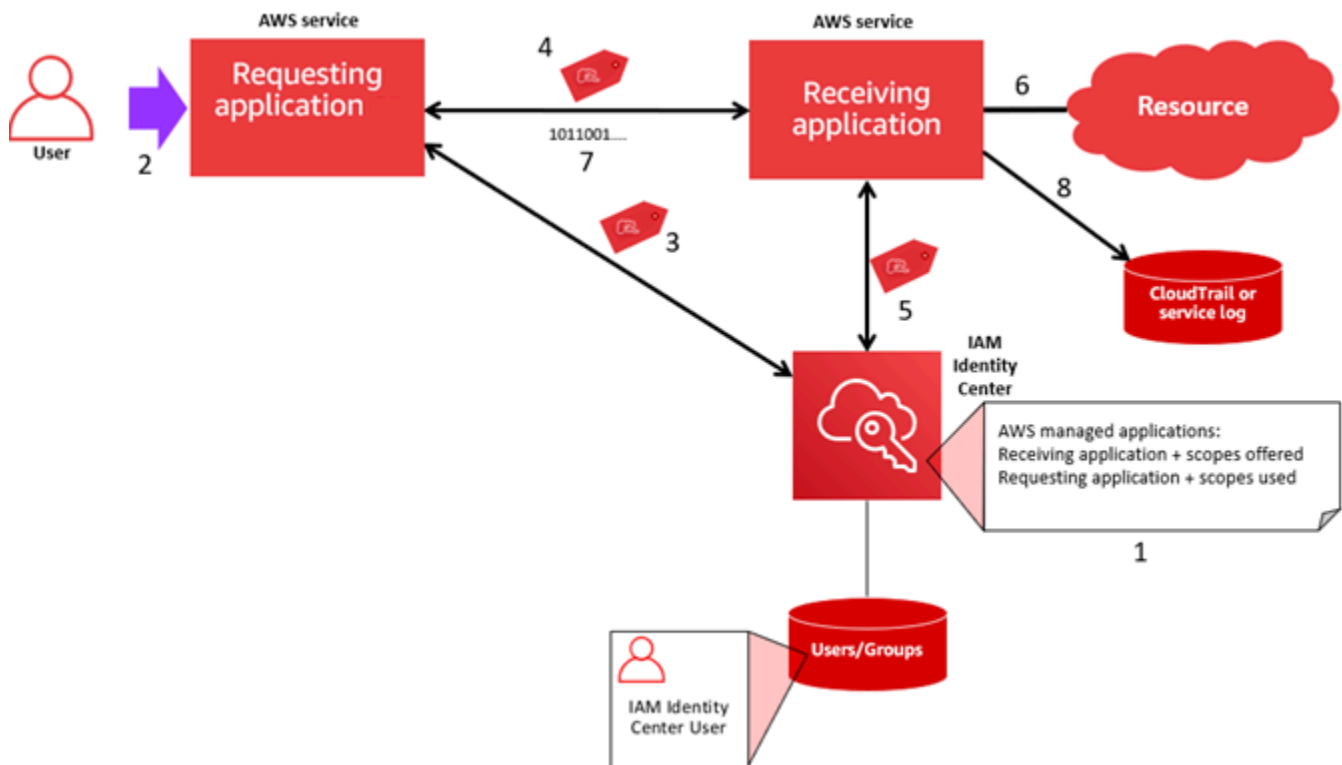 AWS service
Requesting
application
User
2
4
1011001.....
7
AWS service
Receiving
application
6
Resource
8
CloudTrail or
service log
3
5
IAM
Identity
Center
AWS managed applications:
Receiving application + scopes offered
Requesting application + scopes used
1
Users/Groups
IAM Identity
Center User